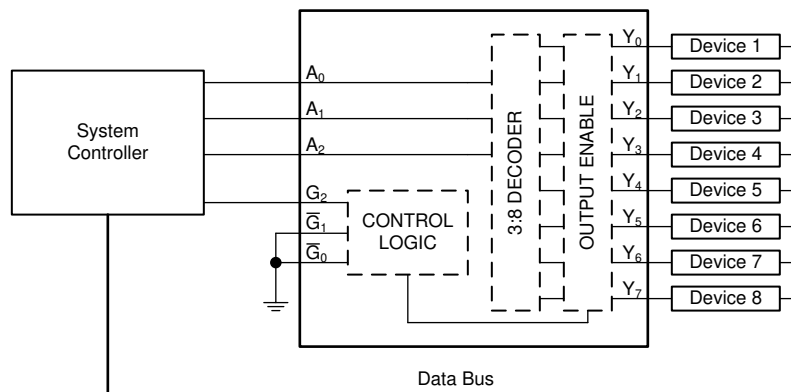 System
Controller
A₀
A₁
A₂
G₂
G̅₁
G̅₀
CONTROL
LOGIC
3:8 DECODER
OUTPUT ENABLE
Y₀
Y₁
Y₂
Y₃
Y₄
Y₅
Y₆
Y₇
Device 1
Device 2
Device 3
Device 4
Device 5
Device 6
Device 7
Device 8
Data Bus